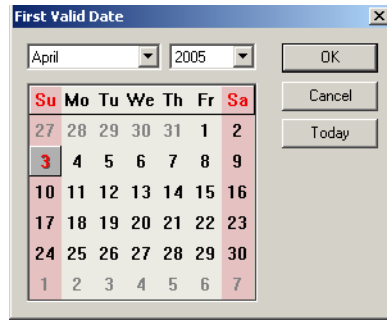 First Valid Date
April 2005 OK
Cancel
Su Mo Tu We Th Fr Sa
27 28 29 30 31 1 2 Today
3 4 5 6 7 8 9
10 11 12 13 14 15 16
17 18 19 20 21 22 23
24 25 26 27 28 29 30
1 2 3 4 5 6 7